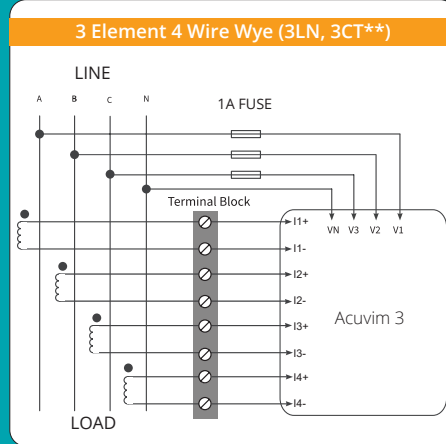 3 Element 4 Wire Wye (3LN, 3CT**)
LINE
A B C N
1A FUSE
Terminal Block
VN V3 V2 V1
I1+
I1-
I2+
I2-
Acuvim 3
I3+
I3-
I4+
I4-
LOAD